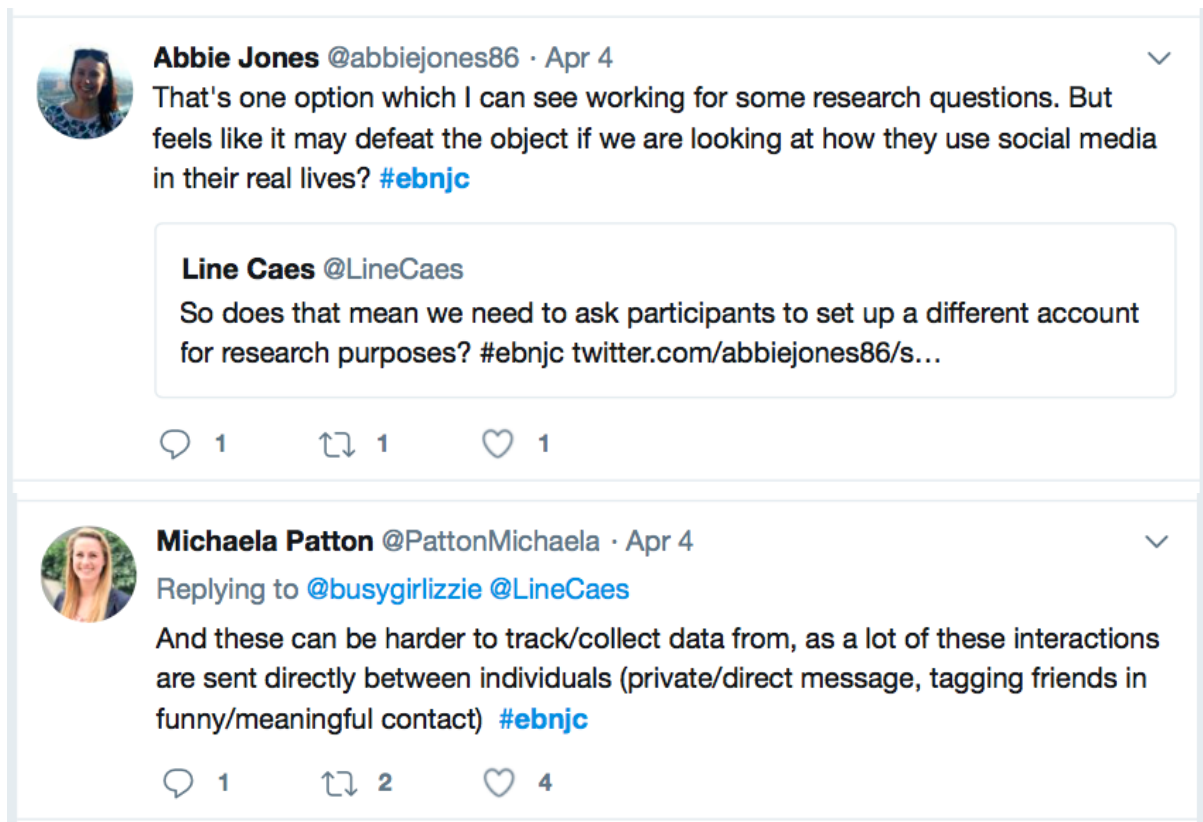 Abbie Jones @abbiejones86 · Apr 4
That's one option which I can see working for some research questions. But
feels like it may defeat the object if we are looking at how they use social media
in their real lives? #ebnjc
Line Caes @LineCaes
So does that mean we need to ask participants to set up a different account
for research purposes? #ebnjc twitter.com/abbiejones86/s...
1 1 1
Michaela Patton @PattonMichaela · Apr 4
Replying to @busygirlizzie @LineCaes
And these can be harder to track/collect data from, as a lot of these interactions
are sent directly between individuals (private/direct message, tagging friends in
funny/meaningful contact) #ebnjc
1 2 4